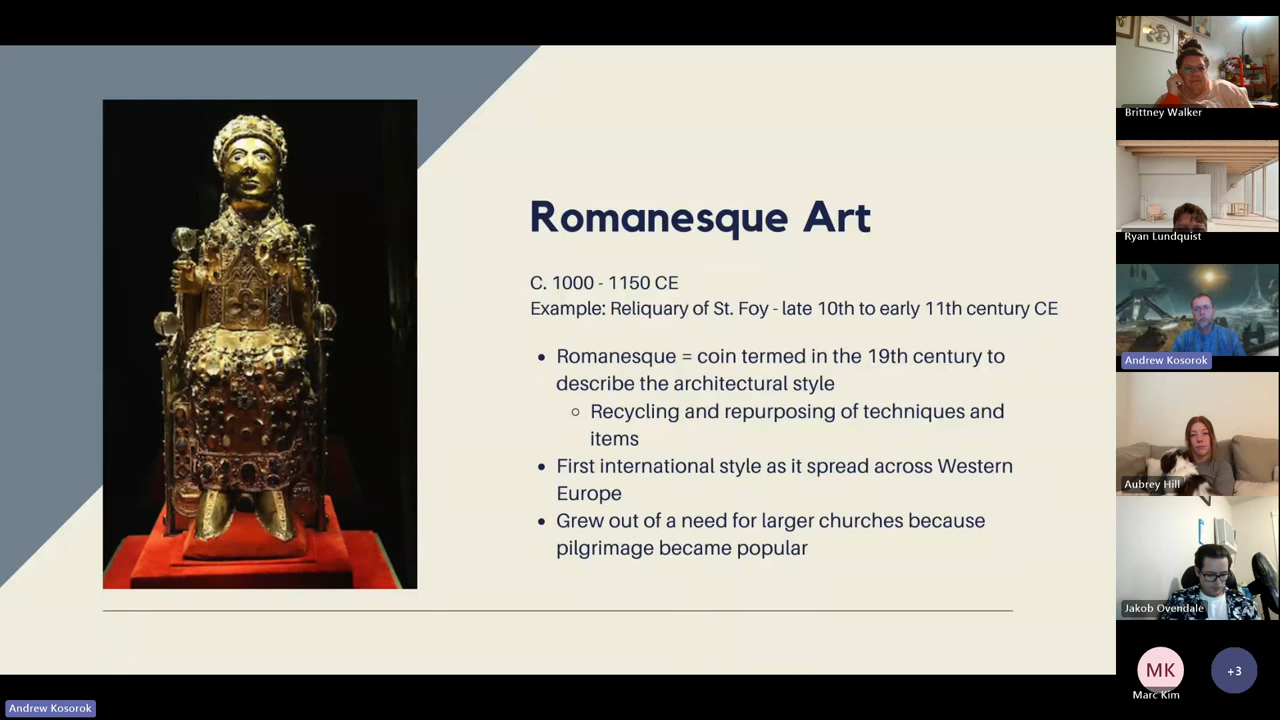 Romanesque Art
C. 1000 - 1150 CE
Example: Reliquary of St. Foy - late 10th to early 11th century CE
• Romanesque = coin termed in the 19th century to
describe the architectural style
◦ Recycling and repurposing of techniques and
items
• First international style as it spread across Western
Europe
• Grew out of a need for larger churches because
pilgrimage became popular
Brittney Walker
Ryan Lundquist
Andrew Kosorok
Aubrey Hill
Jakob Ovendale
MK
Marc Kim
+3
Andrew Kosorok